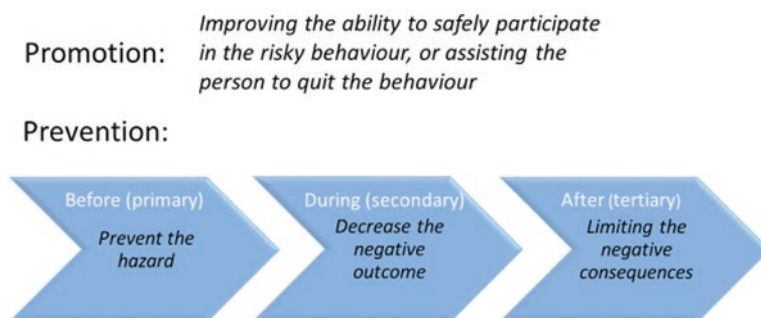 Promotion:
Improving the ability to safely participate
in the risky behaviour, or assisting the
person to quit the behaviour
Prevention:
Before (primary)
Prevent the
hazard
During (secondary)
Decrease the
negative
outcome
After (tertiary)
Limiting the
negative
consequences